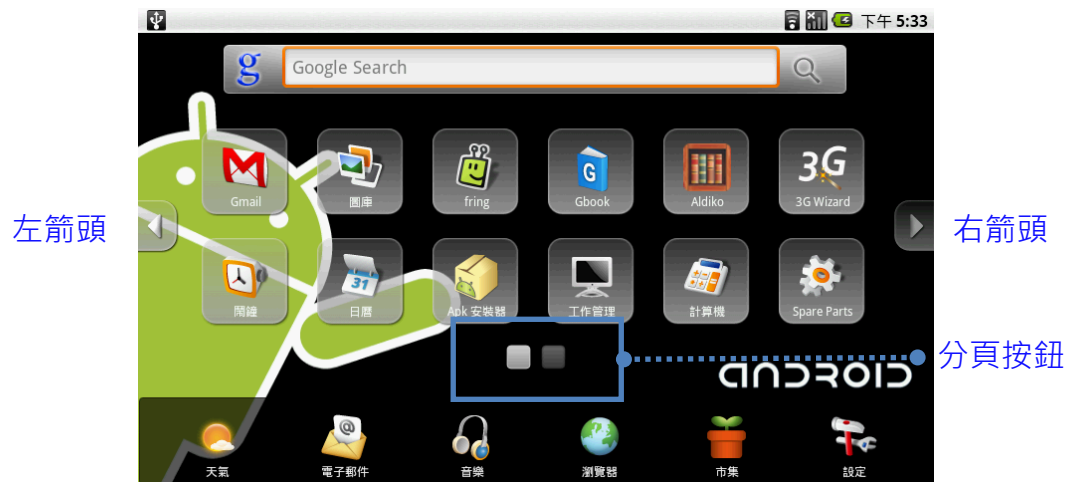 下午 5:33
g Google Search
Gmail 圖庫 fring Gbook Aldiko 3G Wizard
3G
G
左箭頭 右箭頭
31
鬧鐘 日曆 Apk 安裝器 工作管理 計算機 Spare Parts
分頁按鈕
ANDROID
@
天氣 電子郵件 音樂 瀏覽器 市集 設定